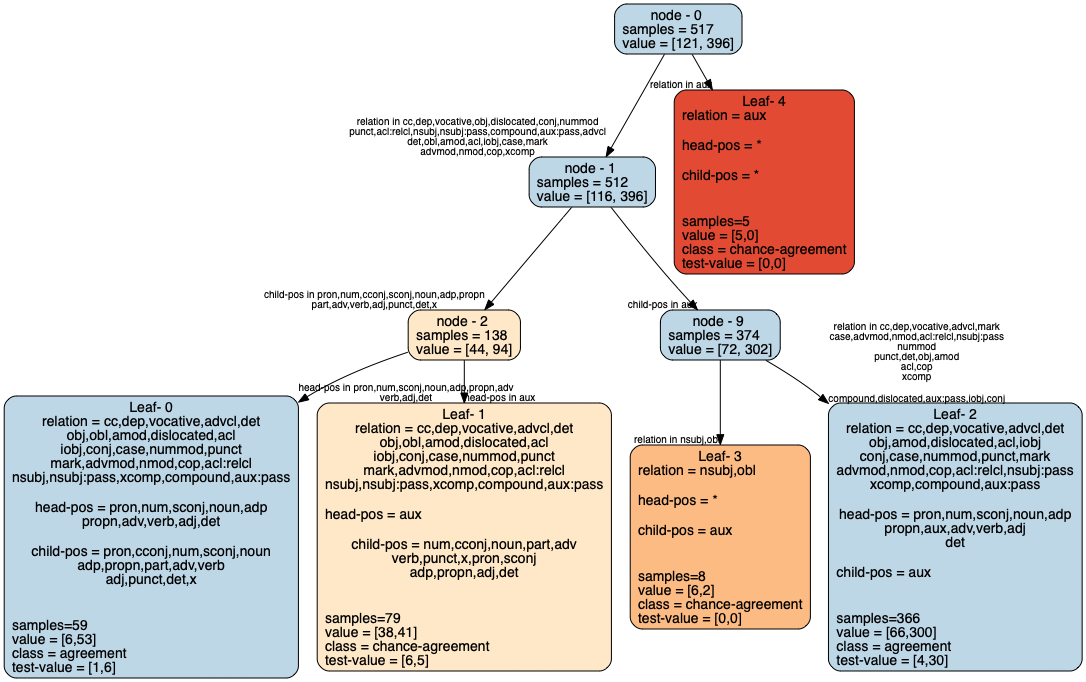 node - 0
samples = 517
value = [121, 396]
relation in aux
Leaf- 4
relation = aux
head-pos = *
child-pos = *
samples=5
value = [5,0]
class = chance-agreement
test-value = [0,0]
relation in cc,dep,vocative,obj,dislocated,conj,nummod
punct,acl:relcl,nsubj,nsubj:pass,compound,aux:pass,advcl
det,obl,amod,acl,iobj,case,mark
advmod,nmod,cop,xcomp
node - 1
samples = 512
value = [116, 396]
child-pos in pron,num,cconj,sconj,noun,adp,propn
part,adv,verb,adj,punct,det,x
node - 2
samples = 138
value = [44, 94]
child-pos in aux
node - 9
samples = 374
value = [72, 302]
relation in cc,dep,vocative,advcl,mark
case,advmod,nmod,acl:relcl,nsubj:pass
nummod
punct,det,obj,amod
acl,cop
xcomp
compound,dislocated,aux:pass,iobj,conj
head-pos in pron,num,sconj,noun,adp,propn,adv
verb,adj,det
head-pos in aux
relation in nsubj,obl
Leaf- 0
relation = cc,dep,vocative,advcl,det
obj,obl,amod,dislocated,acl
iobj,conj,case,nummod,punct
mark,advmod,nmod,cop,acl:relcl
nsubj,nsubj:pass,xcomp,compound,aux:pass
head-pos = pron,num,sconj,noun,adp
propn,adv,verb,adj,det
child-pos = pron,cconj,num,sconj,noun
adp,propn,part,adv,verb
adj,punct,det,x
samples=59
value = [6,53]
class = agreement
test-value = [1,6]
Leaf- 1
relation = cc,dep,vocative,advcl,det
obj,obl,amod,dislocated,acl
iobj,conj,case,nummod,punct
mark,advmod,nmod,cop,acl:relcl
nsubj,nsubj:pass,xcomp,compound,aux:pass
head-pos = aux
child-pos = num,cconj,noun,part,adv
verb,punct,x,pron,sconj
adp,propn,adj,det
samples=79
value = [38,41]
class = chance-agreement
test-value = [6,5]
Leaf- 3
relation = nsubj,obl
head-pos = *
child-pos = aux
samples=8
value = [6,2]
class = chance-agreement
test-value = [0,0]
Leaf- 2
relation = cc,dep,vocative,advcl,det
obj,amod,dislocated,acl,iobj
conj,case,nummod,punct,mark
advmod,nmod,cop,acl:relcl,nsubj:pass
xcomp,compound,aux:pass
head-pos = pron,num,sconj,noun,adp
propn,aux,adv,verb,adj
det
child-pos = aux
samples=366
value = [66,300]
class = agreement
test-value = [4,30]